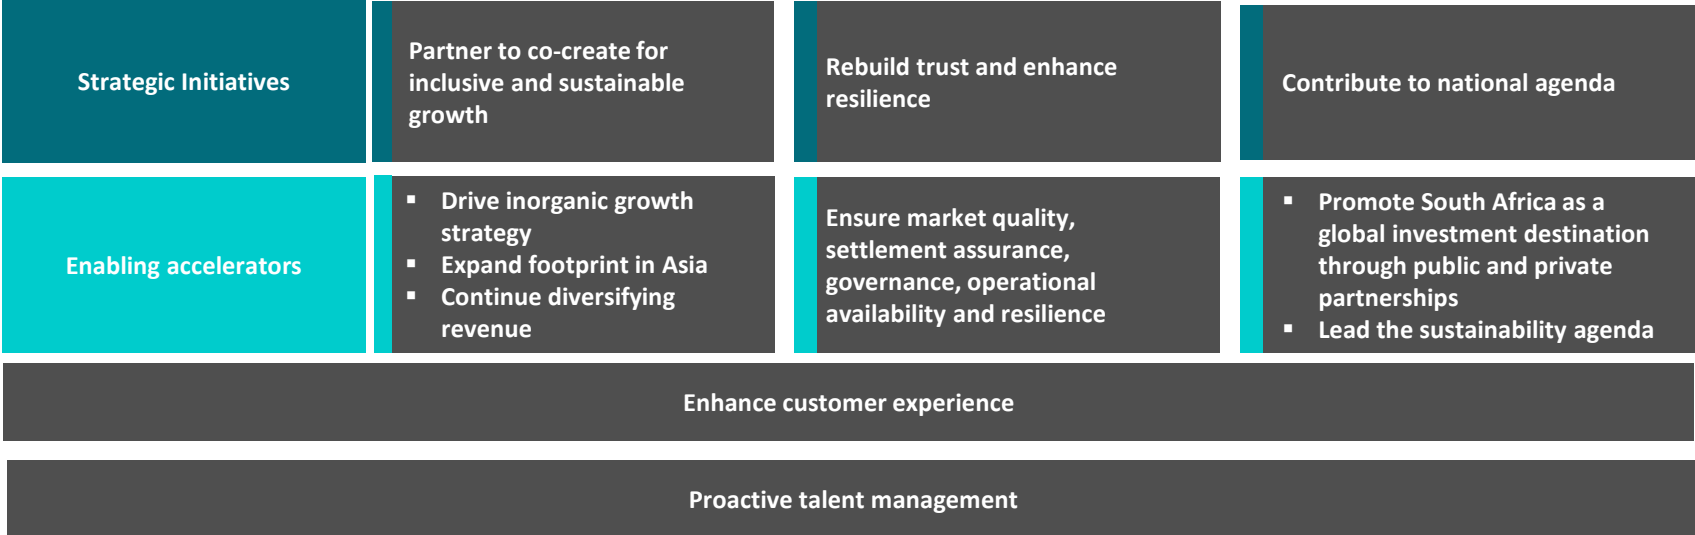 Strategic Initiatives
Partner to co-create for
inclusive and sustainable
growth
Rebuild trust and enhance
resilience
Contribute to national agenda
Enabling accelerators
▪ Drive inorganic growth
strategy
▪ Expand footprint in Asia
▪ Continue diversifying
revenue
Ensure market quality,
settlement assurance,
governance, operational
availability and resilience
▪ Promote South Africa as a
global investment destination
through public and private
partnerships
▪ Lead the sustainability agenda
Enhance customer experience
Proactive talent management